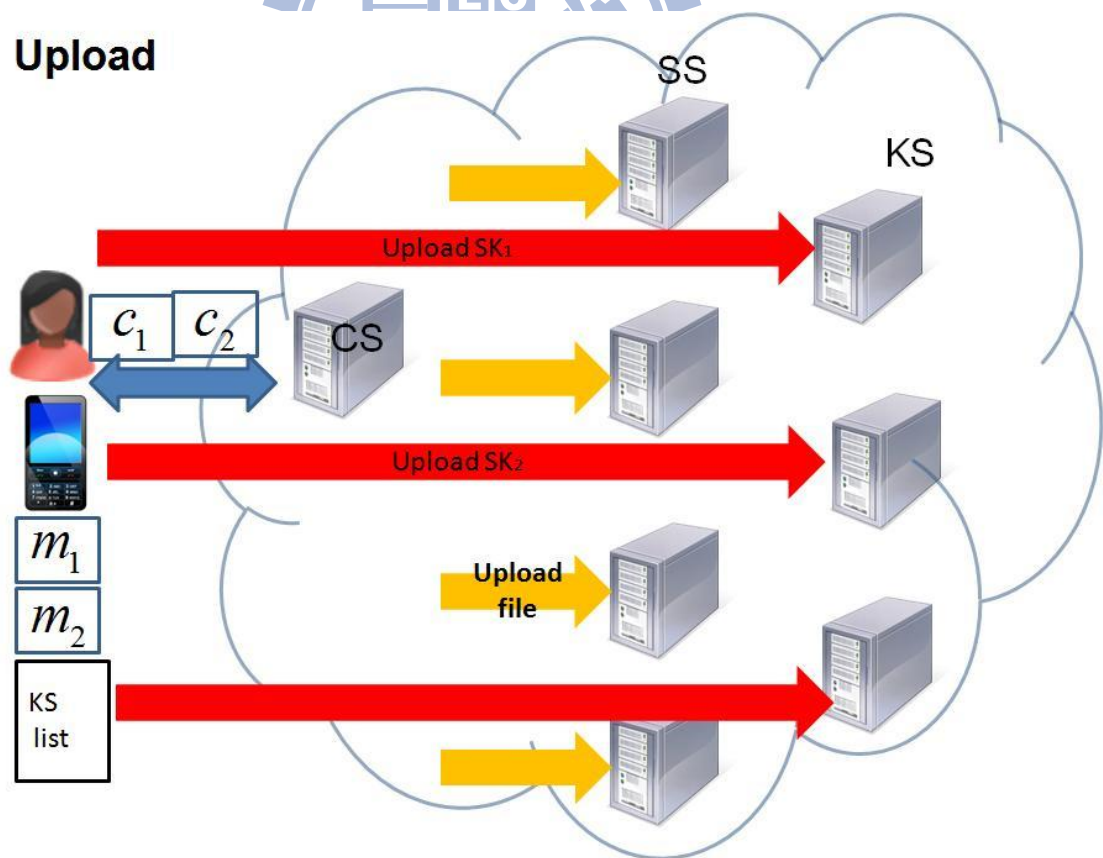 Upload
SS
KS
Upload SK₁
c₁ c₂
CS
Upload SK₂
m₁
Upload
file
m₂
KS
list